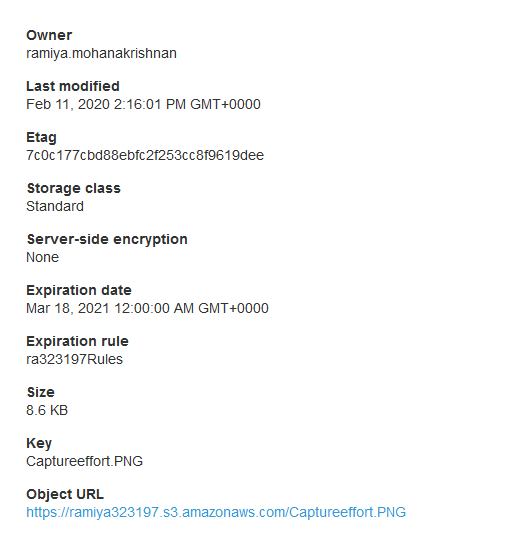 Owner
ramiya.mohanakrishnan
Last modified
Feb 11, 2020 2:16:01 PM GMT+0000
Etag
7c0c177cbd88ebfc2f253cc8f9619dee
Storage class
Standard
Server-side encryption
None
Expiration date
Mar 18, 2021 12:00:00 AM GMT+0000
Expiration rule
ra323197Rules
Size
8.6 KB
Key
Captureeffort.PNG
Object URL
https://ramiya323197.s3.amazonaws.com/Captureeffort.PNG